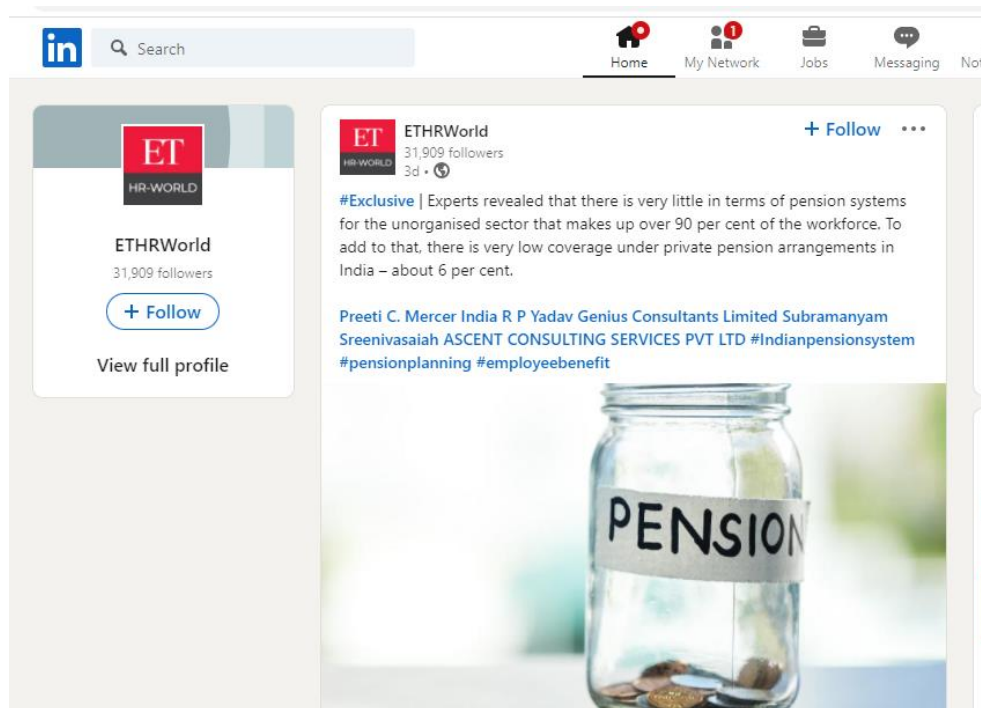 in
Search
Home
1
My Network
Jobs
Messaging
ET
HR-WORLD
ETHRWorld
31,909 followers
+ Follow
View full profile
ET
HR-WORLD
ETHRWorld
31,909 followers
3d •
+ Follow
#Exclusive | Experts revealed that there is very little in terms of pension systems
for the unorganised sector that makes up over 90 per cent of the workforce. To
add to that, there is very low coverage under private pension arrangements in
India – about 6 per cent.
Preeti C. Mercer India R P Yadav Genius Consultants Limited Subramanyam
Sreenivasaiah ASCENT CONSULTING SERVICES PVT LTD #Indianpensionsystem
#pensionplanning #employeebenefit
PENSION